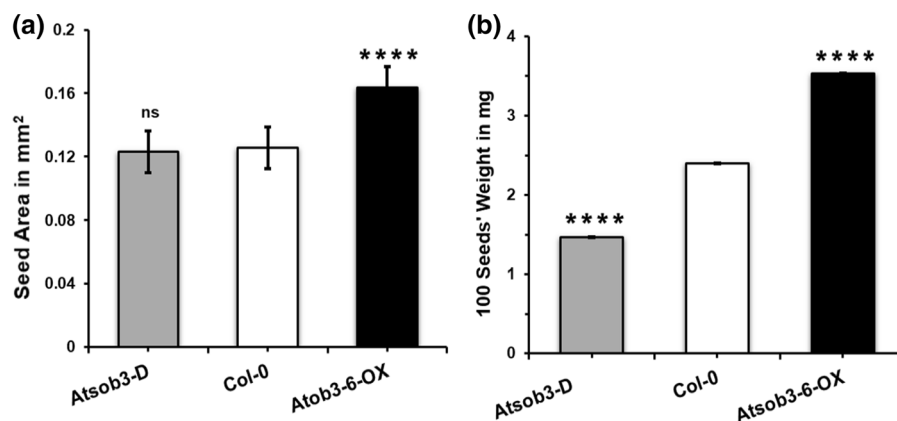 (a)
Seed Area in mm²
0.2
0.16
0.12
0.08
0.04
0
ns
****
Atsob3-D
Col-0
Atob3-6-OX
(b)
100 Seeds' Weight in mg
4
3
2
1
0
****
****
Atsob3-D
Col-0
Atsob3-6-OX